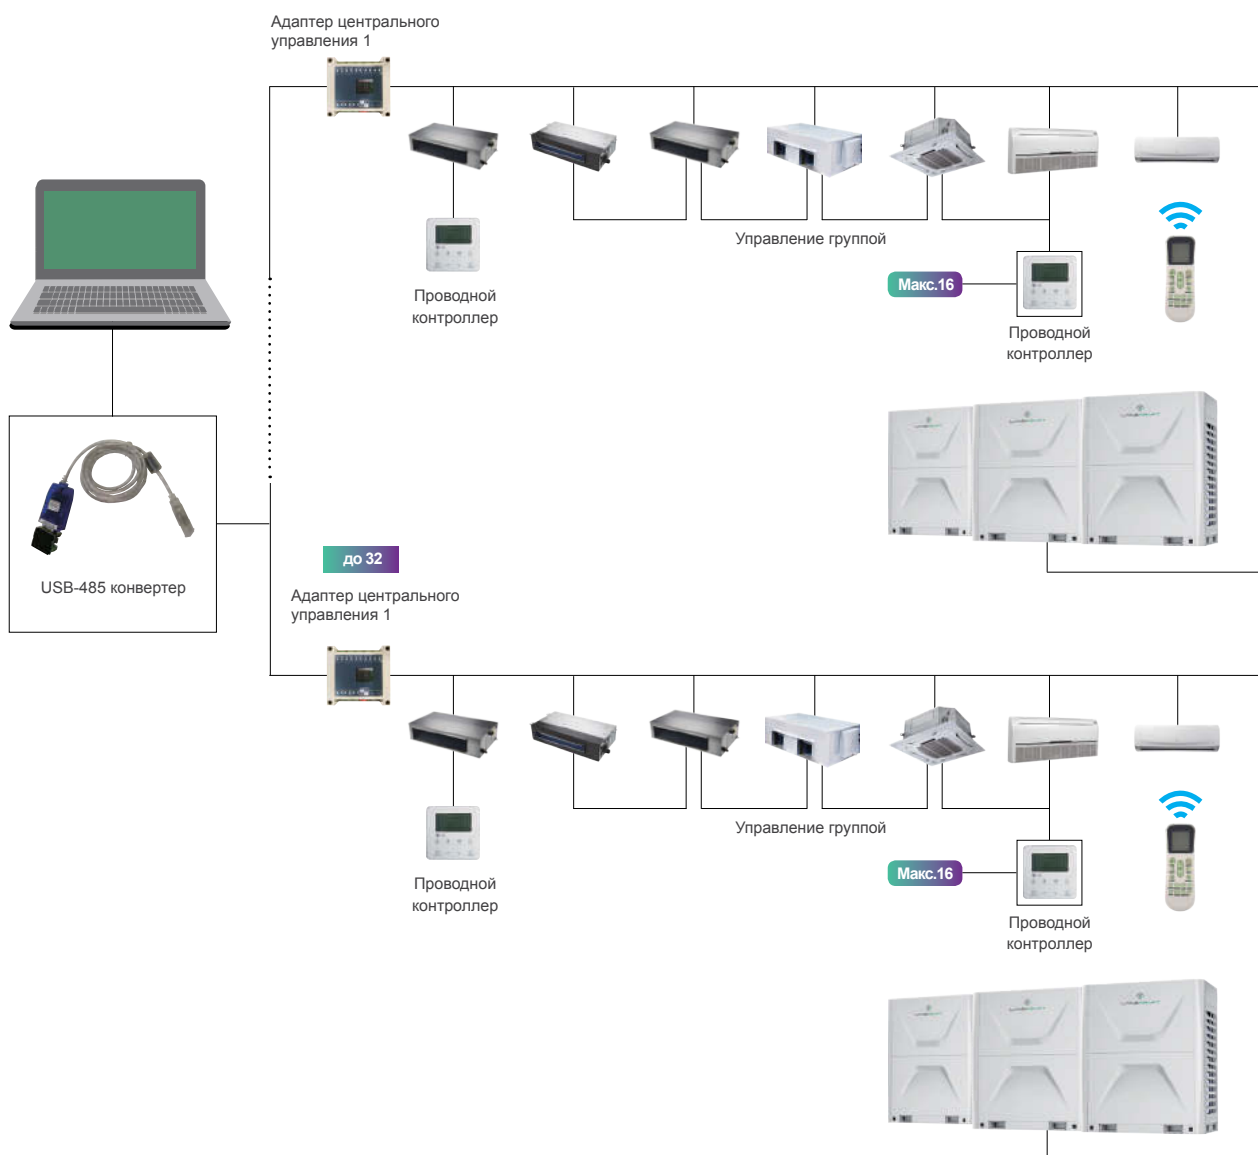 Адаптер центрального
управления 1
Управление группой
Макс.16
Проводной
контроллер
Проводной
контроллер
USB-485 конвертер
до 32
Адаптер центрального
управления 1
Управление группой
Макс.16
Проводной
контроллер
Проводной
контроллер